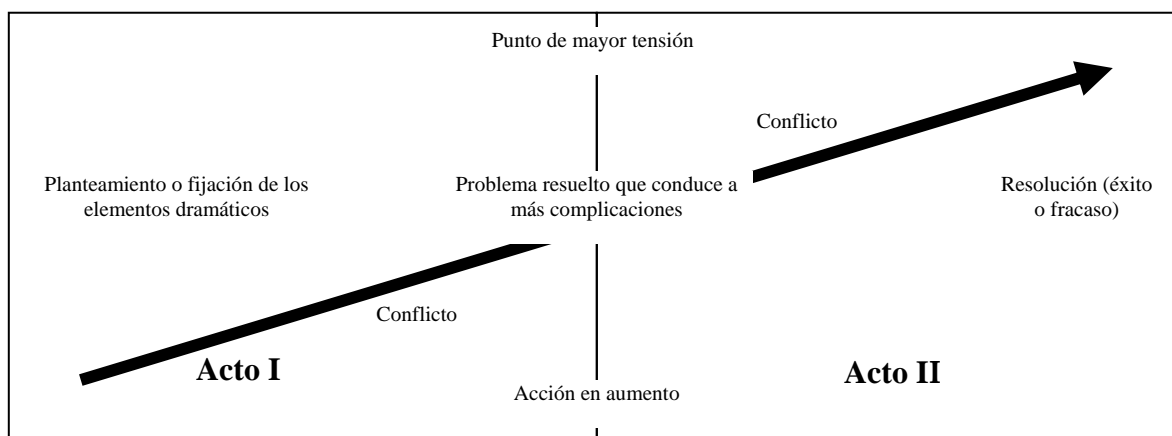 Punto de mayor tensión
Conflicto
Planteamiento o fijación de los
elementos dramáticos
Problema resuelto que conduce a
más complicaciones
Resolución (éxito
o fracaso)
Conflicto
Acto I
Acto II
Acción en aumento